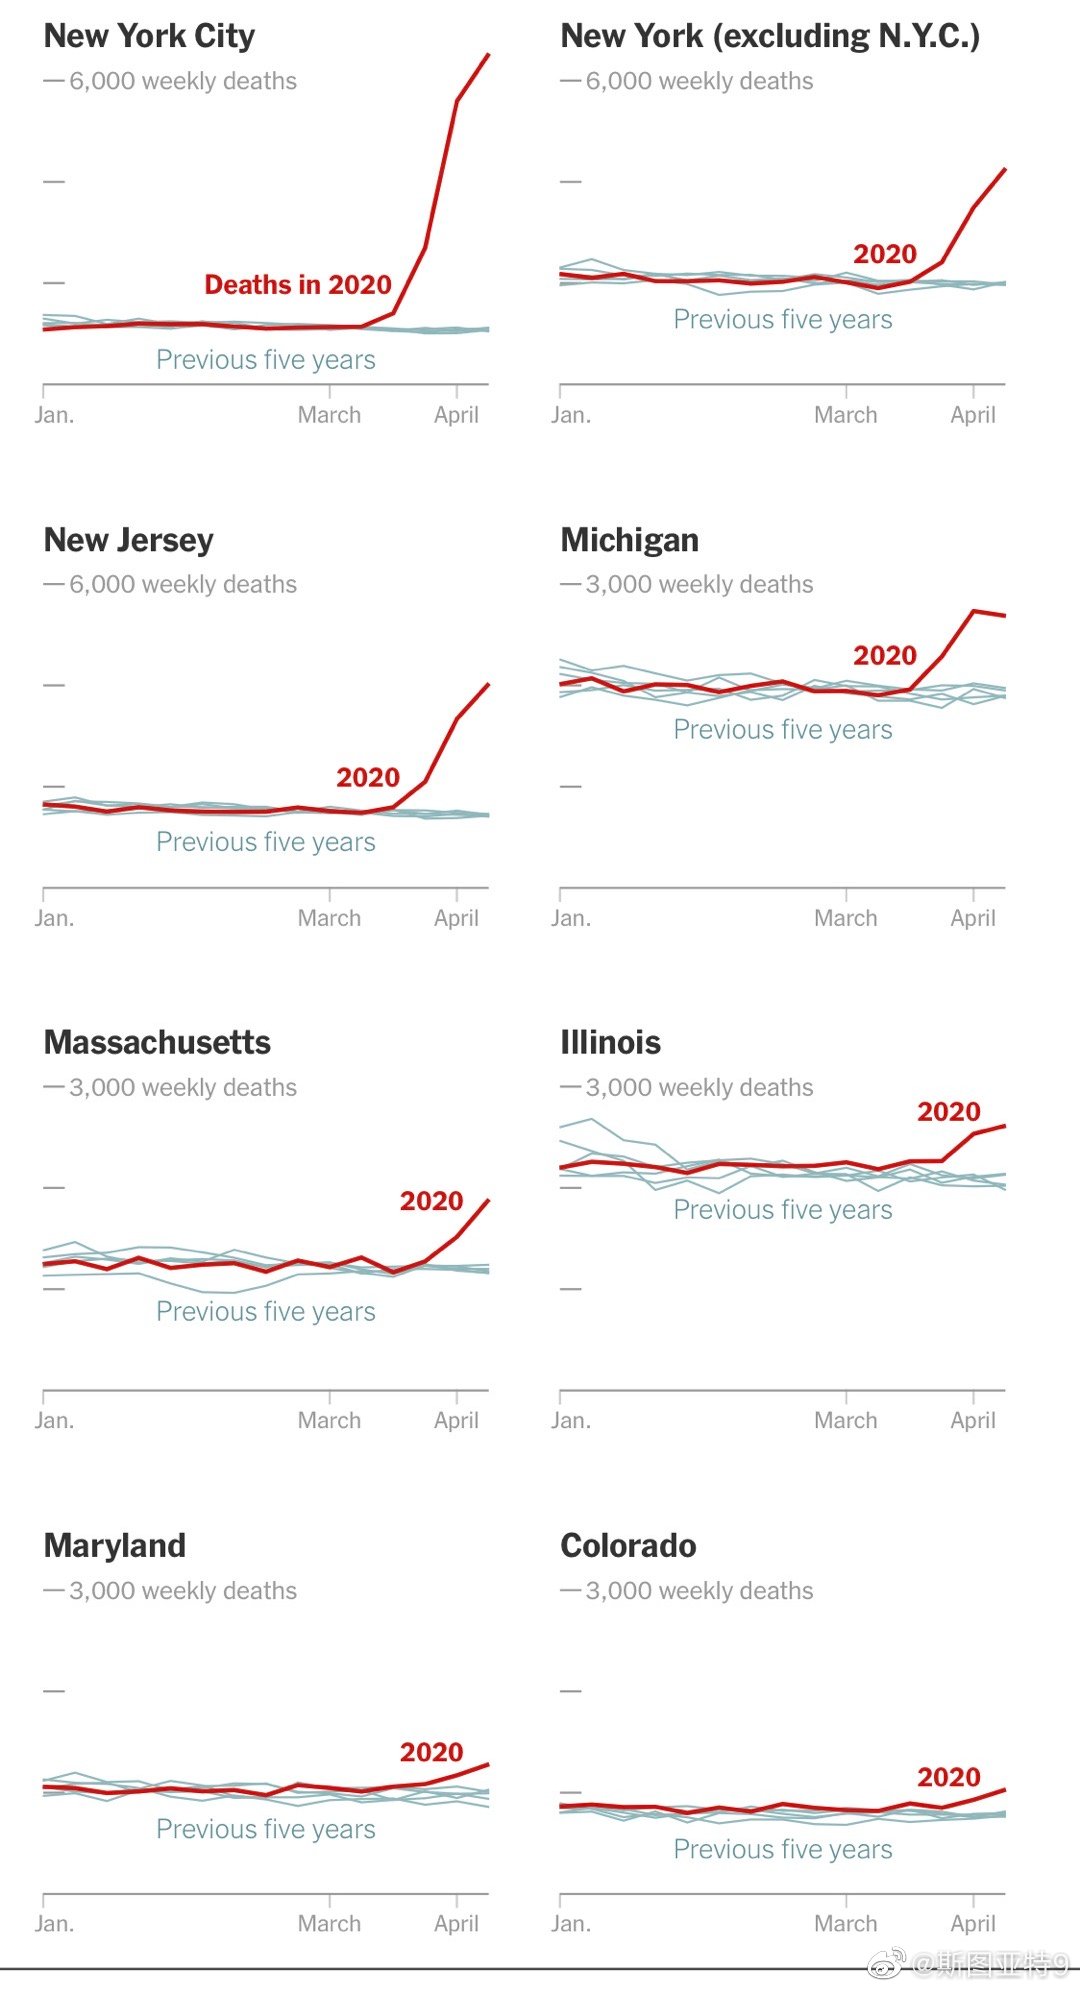 New York City
6,000 weekly deaths
Deaths in 2020
Previous five years
Jan. March April
New York (excluding N.Y.C.)
6,000 weekly deaths
2020
Previous five years
Jan. March April
New Jersey
6,000 weekly deaths
2020
Previous five years
Jan. March April
Michigan
3,000 weekly deaths
2020
Previous five years
Jan. March April
Massachusetts
3,000 weekly deaths
2020
Previous five years
Jan. March April
Illinois
3,000 weekly deaths
2020
Previous five years
Jan. March April
Maryland
3,000 weekly deaths
2020
Previous five years
Jan. March April
Colorado
3,000 weekly deaths
2020
Previous five years
Jan. March April
@斯图亚特9